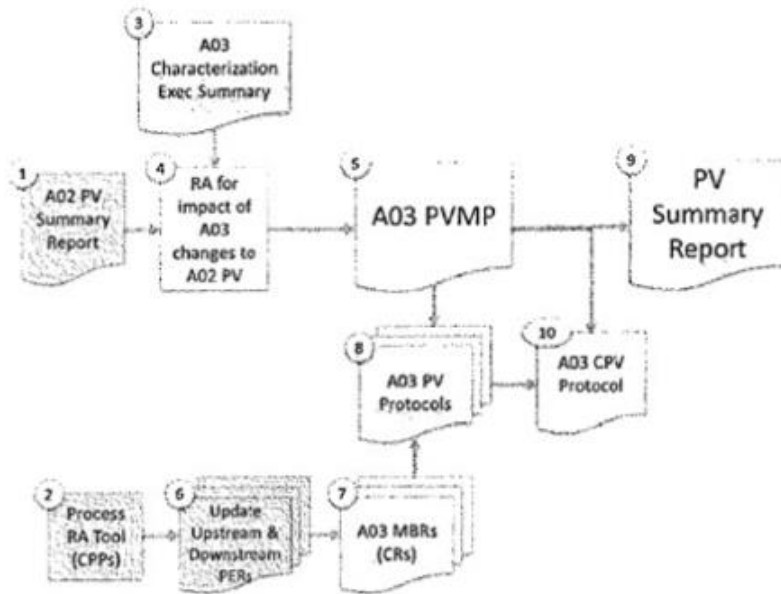 3
A03
Characterization
Exec Summary
1
A02 PV
Summary
Report
4
RA for
impact of
A03
changes to
A02 PV
5
A03 PVMP
9
PV
Summary
Report
8
A03 PV
Protocols
10
A03 CPV
Protocol
2
Process
RA Tool
(CPPs)
6
Update
Upstream &
Downstream
PERs
7
A03 MBRs
(CRs)